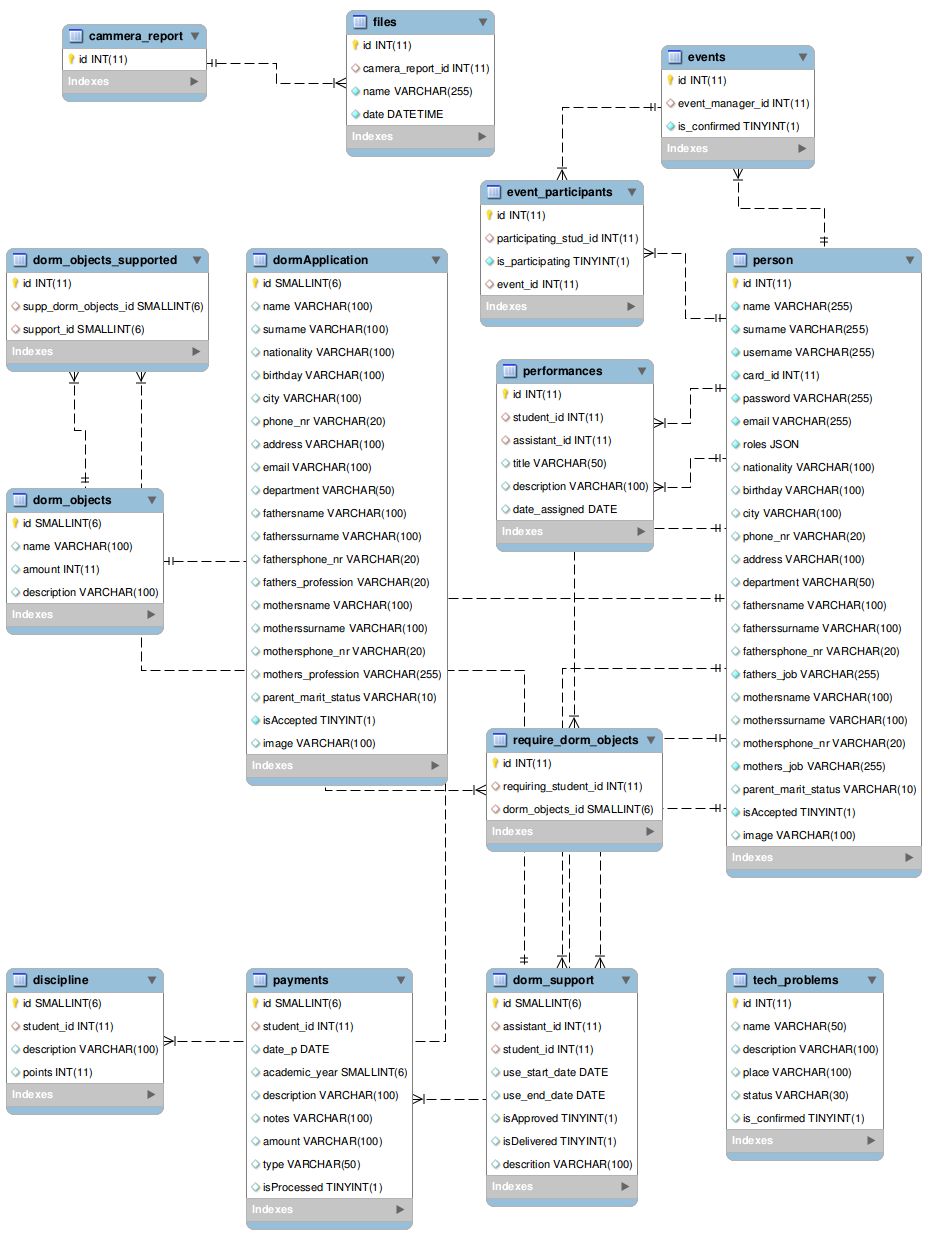 cammera_report
id INT(11)
Indexes
files
id INT(11)
camera_report_id INT(11)
name VARCHAR(255)
date DATETIME
Indexes
events
id INT(11)
event_manager_id INT(11)
is_confirmed TINYINT(1)
Indexes
event_participants
id INT(11)
participating_stud_id INT(11)
is_participating TINYINT(1)
event_id INT(11)
Indexes
dorm_objects_supported
id INT(11)
supp_dorm_objects_id SMALLINT(6)
support_id SMALLINT(6)
Indexes
dormApplication
id SMALLINT(6)
name VARCHAR(100)
surname VARCHAR(100)
nationality VARCHAR(100)
birthday VARCHAR(100)
city VARCHAR(100)
phone_nr VARCHAR(20)
address VARCHAR(100)
email VARCHAR(100)
department VARCHAR(50)
fathersname VARCHAR(100)
fatherssurname VARCHAR(100)
fathersphone_nr VARCHAR(20)
fathers_profession VARCHAR(20)
mothersname VARCHAR(100)
motherssurname VARCHAR(100)
mothersphone_nr VARCHAR(20)
mothers_profession VARCHAR(255)
parent_marit_status VARCHAR(10)
isAccepted TINYINT(1)
image VARCHAR(100)
Indexes
person
id INT(11)
name VARCHAR(255)
surname VARCHAR(255)
username VARCHAR(255)
card_id INT(11)
password VARCHAR(255)
email VARCHAR(255)
roles JSON
nationality VARCHAR(100)
birthday VARCHAR(100)
city VARCHAR(100)
phone_nr VARCHAR(20)
address VARCHAR(100)
department VARCHAR(50)
fathersname VARCHAR(100)
fatherssurname VARCHAR(100)
fathersphone_nr VARCHAR(20)
fathers_job VARCHAR(255)
mothersname VARCHAR(100)
motherssurname VARCHAR(100)
mothersphone_nr VARCHAR(20)
mothers_job VARCHAR(255)
parent_marit_status VARCHAR(10)
isAccepted TINYINT(1)
image VARCHAR(100)
Indexes
performances
id INT(11)
student_id INT(11)
assistant_id INT(11)
title VARCHAR(50)
description VARCHAR(100)
date_assigned DATE
Indexes
dorm_objects
id SMALLINT(6)
name VARCHAR(100)
amount INT(11)
description VARCHAR(100)
Indexes
require_dorm_objects
id INT(11)
requiring_student_id INT(11)
dorm_objects_id SMALLINT(6)
Indexes
discipline
id SMALLINT(6)
student_id INT(11)
description VARCHAR(100)
points INT(11)
Indexes
payments
id SMALLINT(6)
student_id INT(11)
date_p DATE
academic_year SMALLINT(6)
description VARCHAR(100)
notes VARCHAR(100)
amount VARCHAR(100)
type VARCHAR(50)
isProcessed TINYINT(1)
Indexes
dorm_support
id SMALLINT(6)
assistant_id INT(11)
student_id INT(11)
use_start_date DATE
use_end_date DATE
isApproved TINYINT(1)
isDelivered TINYINT(1)
descrition VARCHAR(100)
Indexes
tech_problems
id INT(11)
name VARCHAR(50)
description VARCHAR(100)
place VARCHAR(100)
status VARCHAR(30)
is_confirmed TINYINT(1)
Indexes